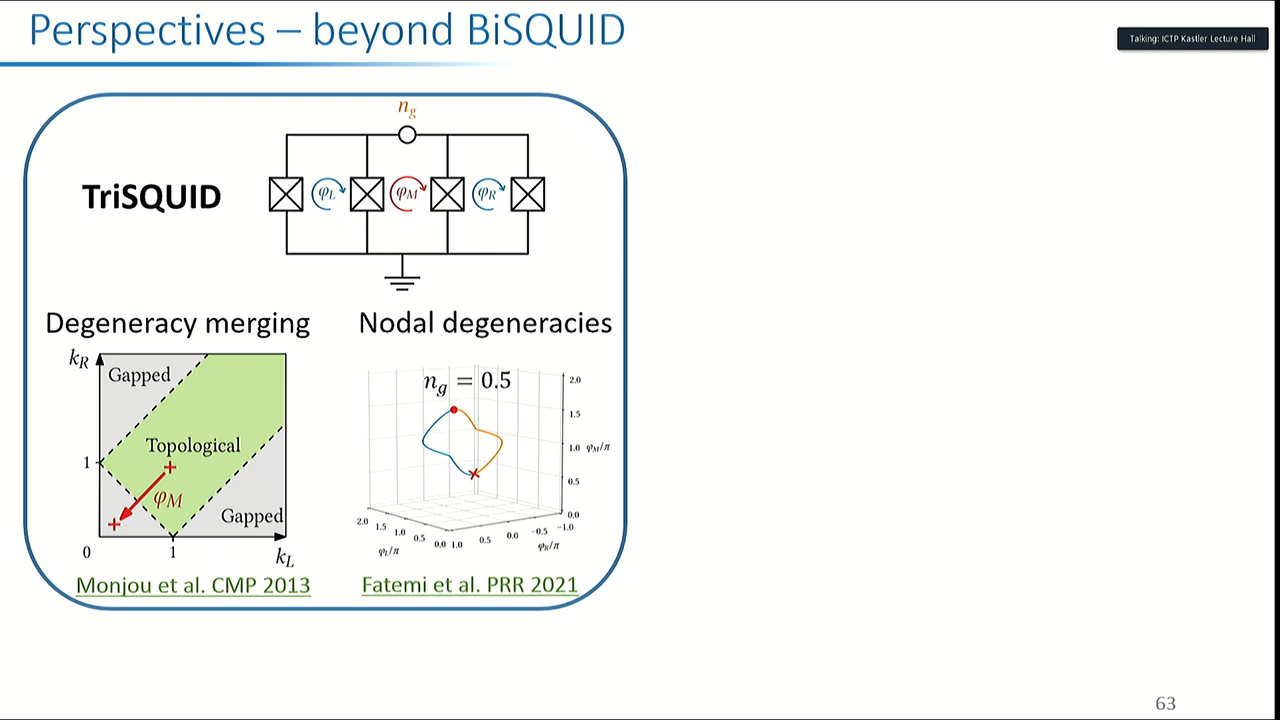 Perspectives – beyond BiSQUID
Talking: ICTP Kastler Lecture Hall
n_g
TriSQUID
φ_L
φ_M
φ_R
Degeneracy merging
Nodal degeneracies
k_R
Gapped
Topological
1
φ_M
Gapped
0
1
k_L
n_g = 0.5
2.0
1.5
1.0 φ_M/π
0.5
0.0
2.0
1.5
1.0
0.5
0.0
φ_L/π
1.0
0.5
0.0
−0.5
−1.0
φ_R/π
Monjou et al. CMP 2013
Fatemi et al. PRR 2021
63